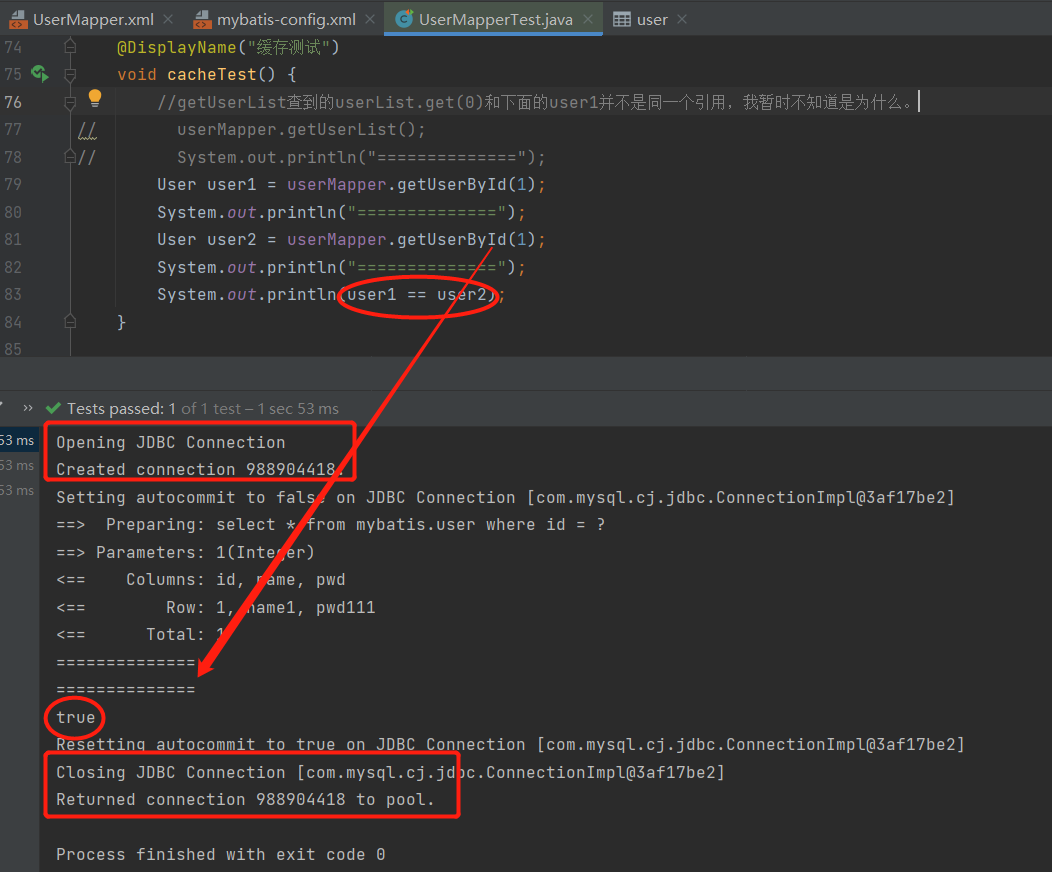 UserMapper.xml × mybatis-config.xml × UserMapperTest.java × user ×
74 @DisplayName("缓存测试")
75 void cacheTest() {
76 //getUserList查到的userList.get(0)和下面的user1并不是同一个引用，我暂时不知道是为什么。
77 // userMapper.getUserList();
78 // System.out.println("==============");
79 User user1 = userMapper.getUserById(1);
80 System.out.println("==============");
81 User user2 = userMapper.getUserById(1);
82 System.out.println("==============");
83 System.out.println(user1 == user2);
84 }
85
» Tests passed: 1 of 1 test – 1 sec 53 ms
53 ms Opening JDBC Connection
53 ms Created connection 988904418.
53 ms Setting autocommit to false on JDBC Connection [com.mysql.cj.jdbc.ConnectionImpl@3af17be2]
==> Preparing: select * from mybatis.user where id = ?
==> Parameters: 1(Integer)
<== Columns: id, name, pwd
<== Row: 1, name1, pwd111
<== Total: 1
==============
==============
true
Resetting autocommit to true on JDBC Connection [com.mysql.cj.jdbc.ConnectionImpl@3af17be2]
Closing JDBC Connection [com.mysql.cj.jdbc.ConnectionImpl@3af17be2]
Returned connection 988904418 to pool.
Process finished with exit code 0